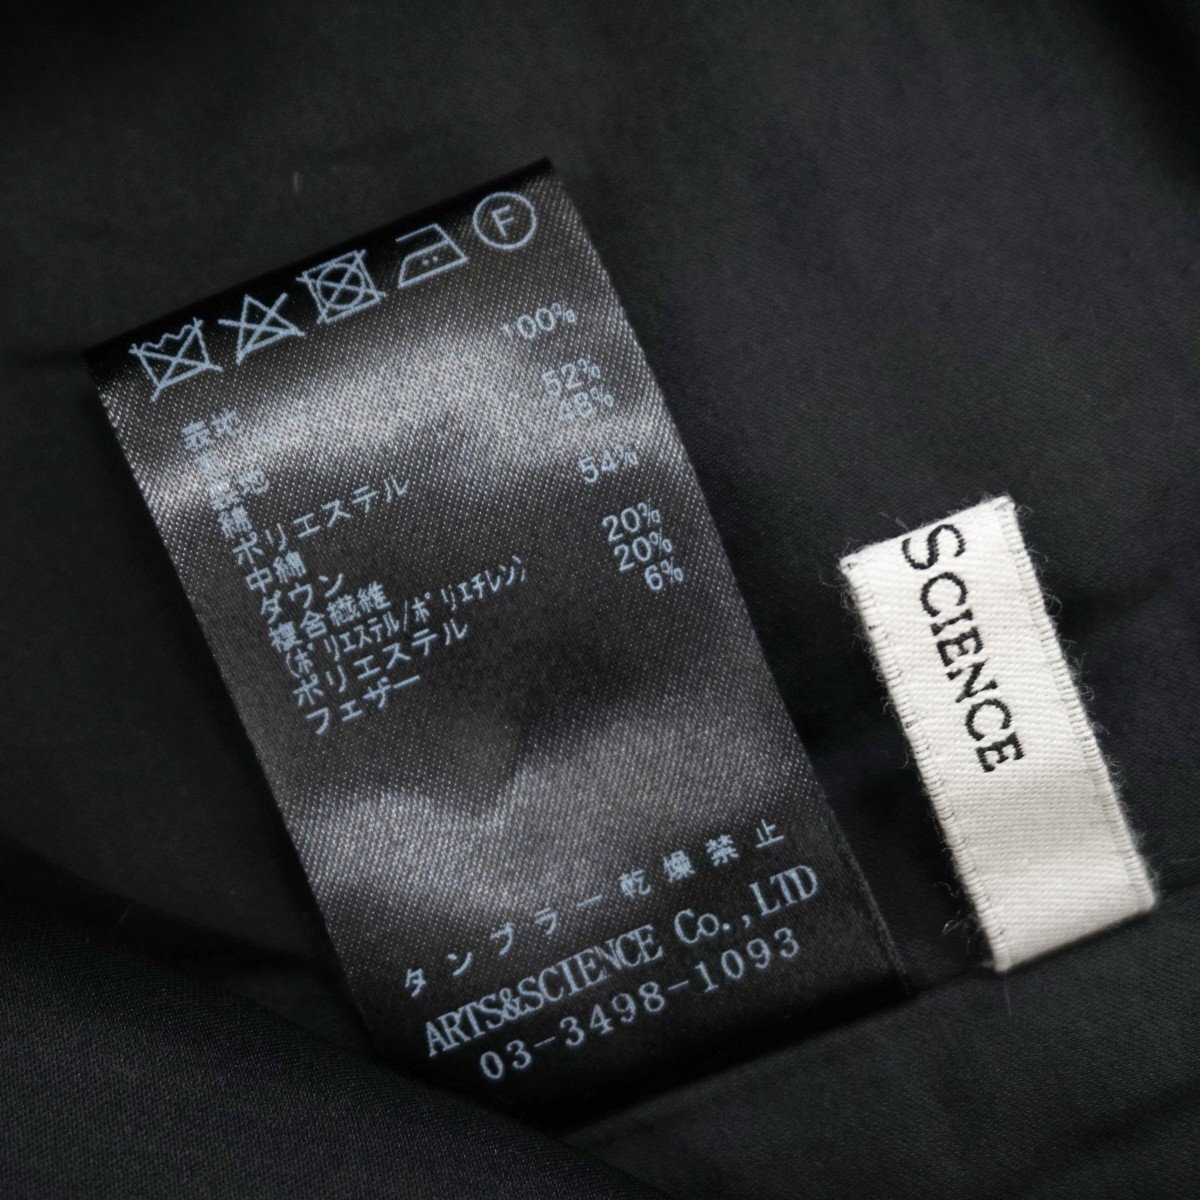 F
表地
100%
表地
絹 52%
ポリエステル 48%
中綿
ダウン 54%
複合繊維
(ポリエステル/ポリエチレン) 20%
ポリエステル 20%
フェザー 6%
タンブラー乾燥禁止
ARTS&SCIENCE Co.,LTD
03-3498-1093
SCIENCE